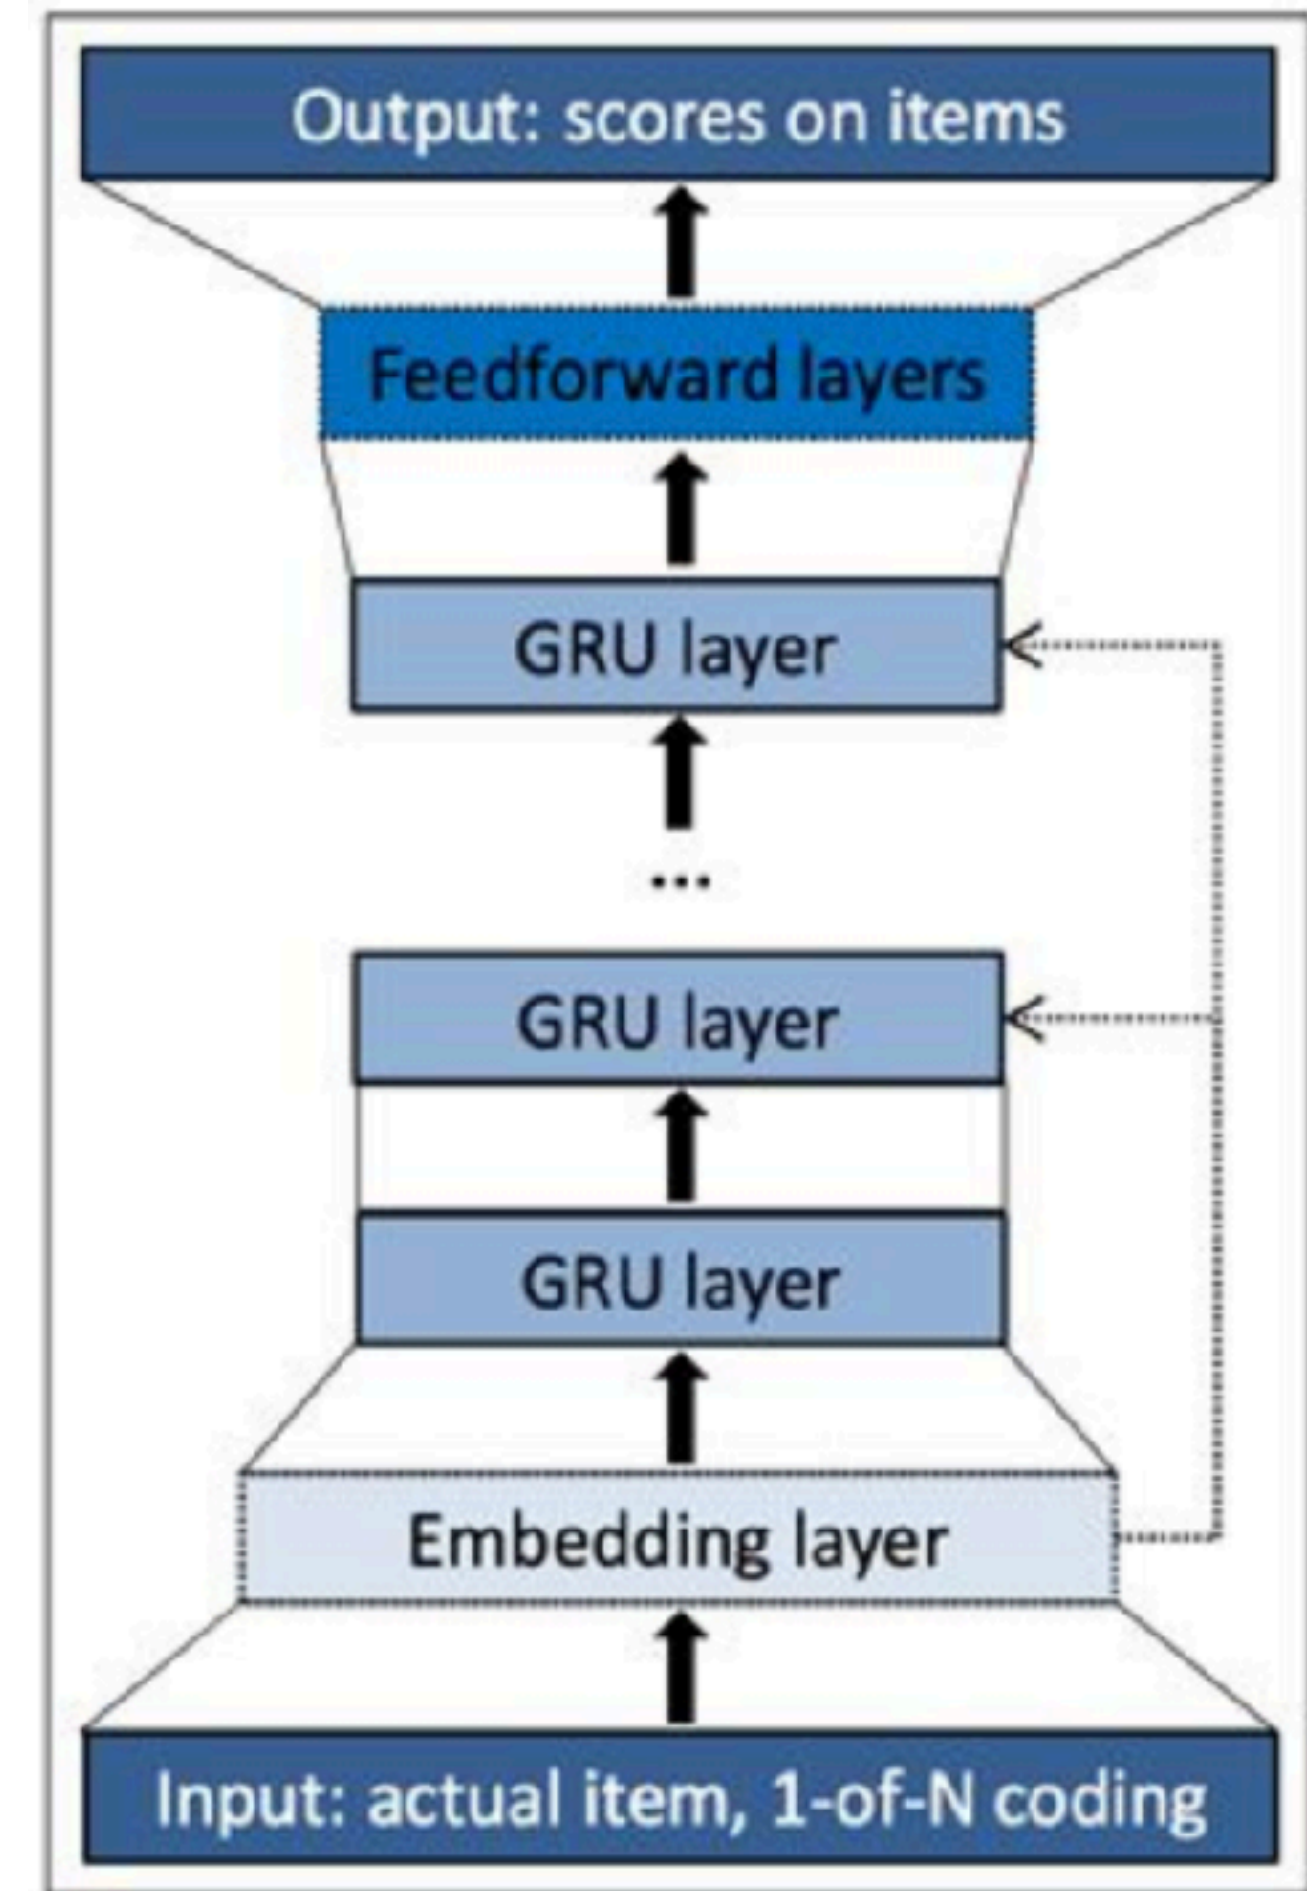 Output: scores on items
Feedforward layers
GRU layer
...
GRU layer
GRU layer
Embedding layer
Input: actual item, 1-of-N coding